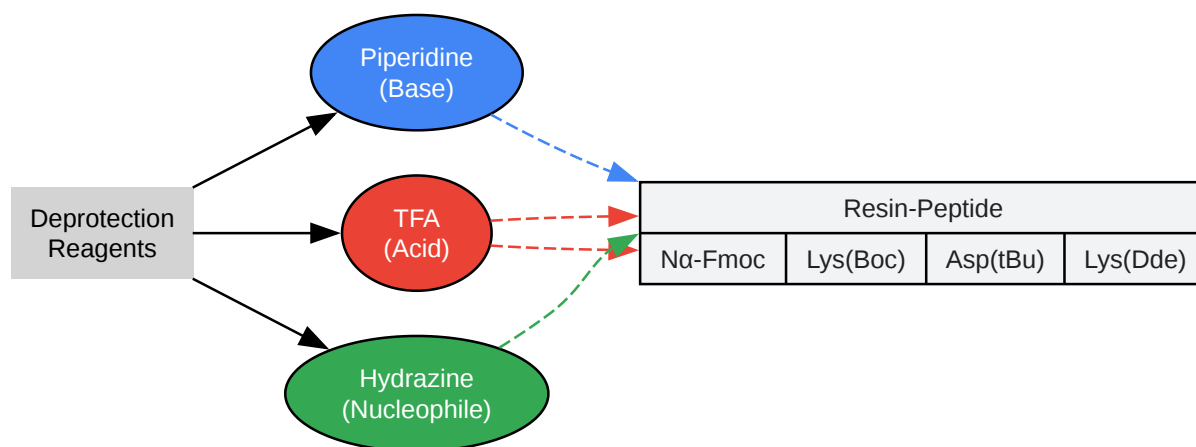 Piperidine
(Base)
Deprotection
Reagents
TFA
(Acid)
Hydrazine
(Nucleophile)
Resin-Peptide
Nα-Fmoc
Lys(Boc)
Asp(tBu)
Lys(Dde)